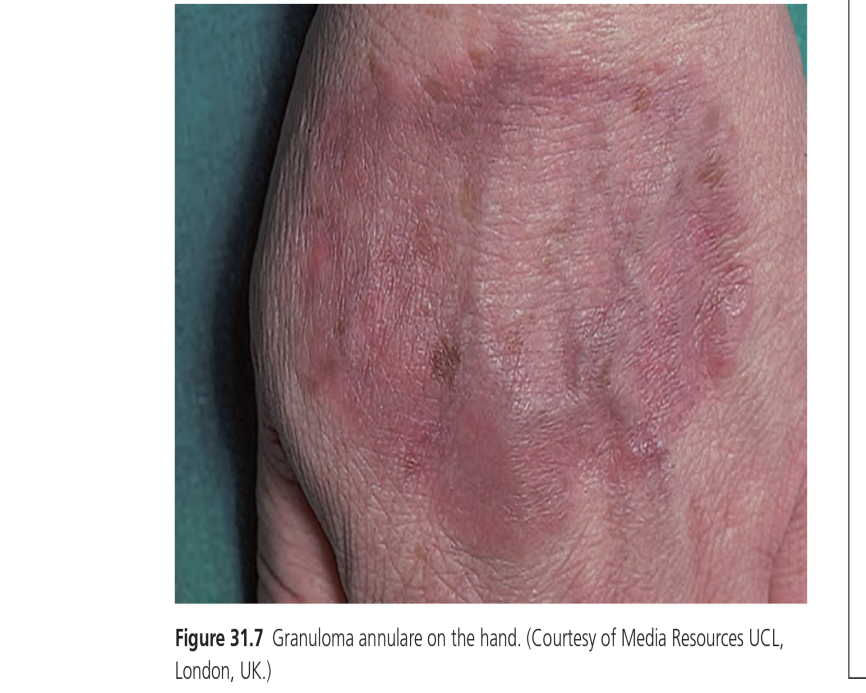 Figure 31.7 Granuloma annulare on the hand. (Courtesy of Media Resources UCL,
London, UK.)